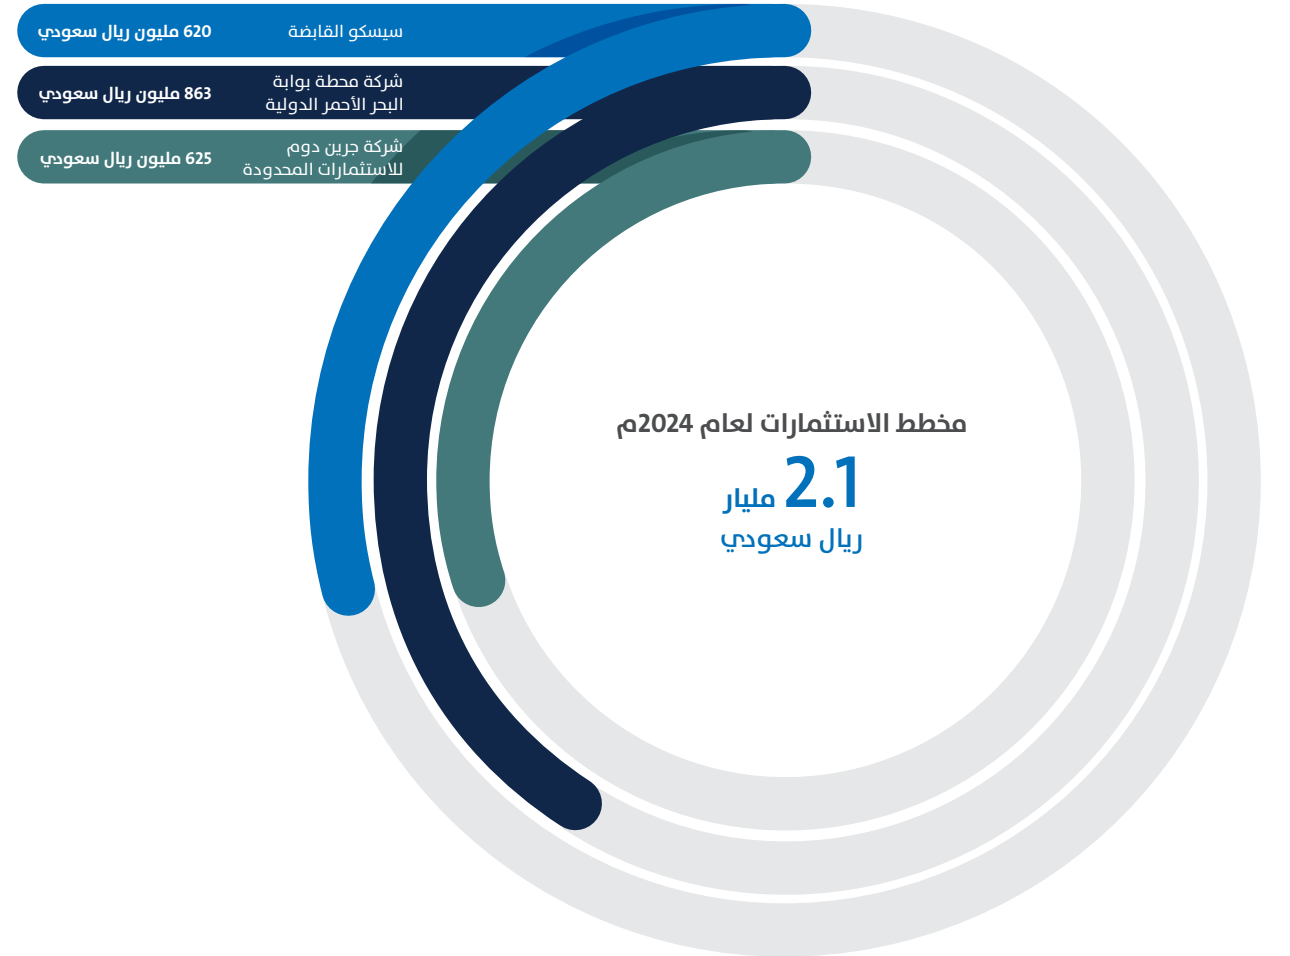 سيسكو القابضة 620 مليون ريال سعودي
شركة محطة بوابة
البحر الأحمر الدولية
863 مليون ريال سعودي
شركة جرين دوم
للاستثمارات المحدودة
625 مليون ريال سعودي
مخطط الاستثمارات لعام 2024م
2.1 مليار
ريال سعودي